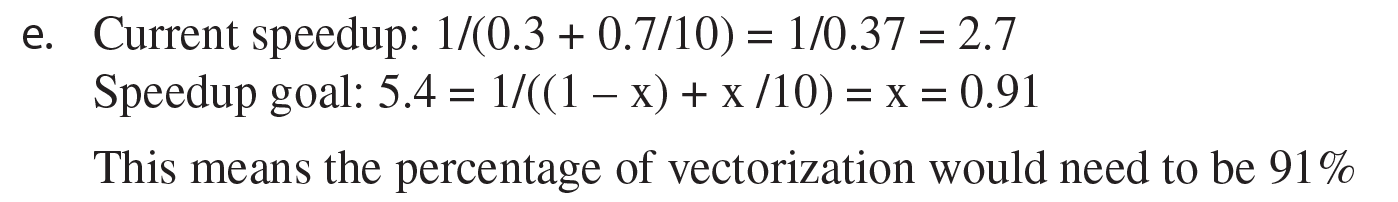 e. Current speedup: 1/(0.3 + 0.7/10) = 1/0.37 = 2.7
Speedup goal: 5.4 = 1/((1 – x) + x /10) = x = 0.91
This means the percentage of vectorization would need to be 91%